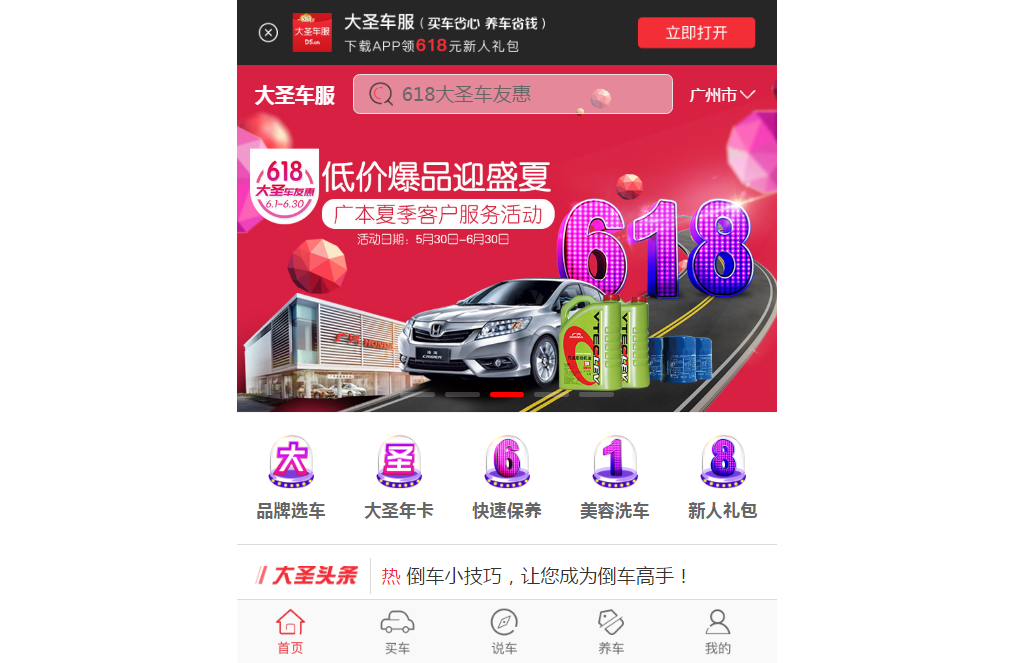 大圣车服（买车省心 养车省钱）
大圣车服
DS.cn
下载APP领618元新人礼包
立即打开
大圣车服
618大圣车友惠
广州市
618
大圣车友惠
6.1-6.30
低价爆品迎盛夏
广本夏季客户服务活动
活动日期：5月30日-6月30日
618
大
圣
6
1
8
品牌选车
大圣年卡
快速保养
美容洗车
新人礼包
大圣头条
热 倒车小技巧，让您成为倒车高手！
首页
买车
说车
养车
我的